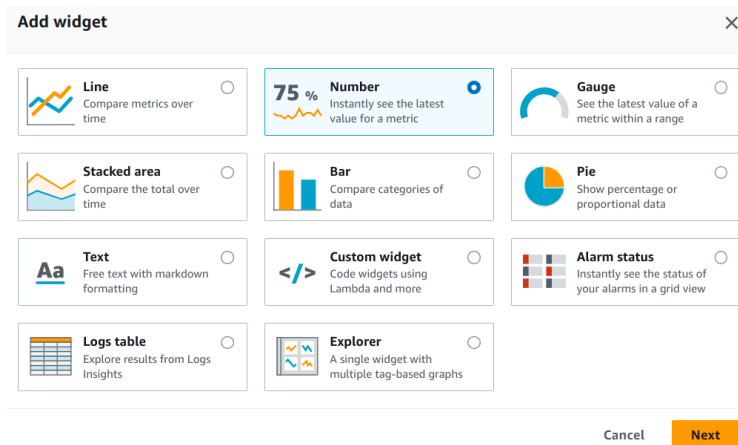 Add widget
Line
Compare metrics over
time
75 %
Number
Instantly see the latest
value for a metric
Gauge
See the latest value of a
metric within a range
Stacked area
Compare the total over
time
Bar
Compare categories of
data
Pie
Show percentage or
proportional data
Aa
Text
Free text with markdown
formatting
</>
Custom widget
Code widgets using
Lambda and more
Alarm status
Instantly see the status of
your alarms in a grid view
Logs table
Explore results from Logs
Insights
Explorer
A single widget with
multiple tag-based graphs
Cancel
Next